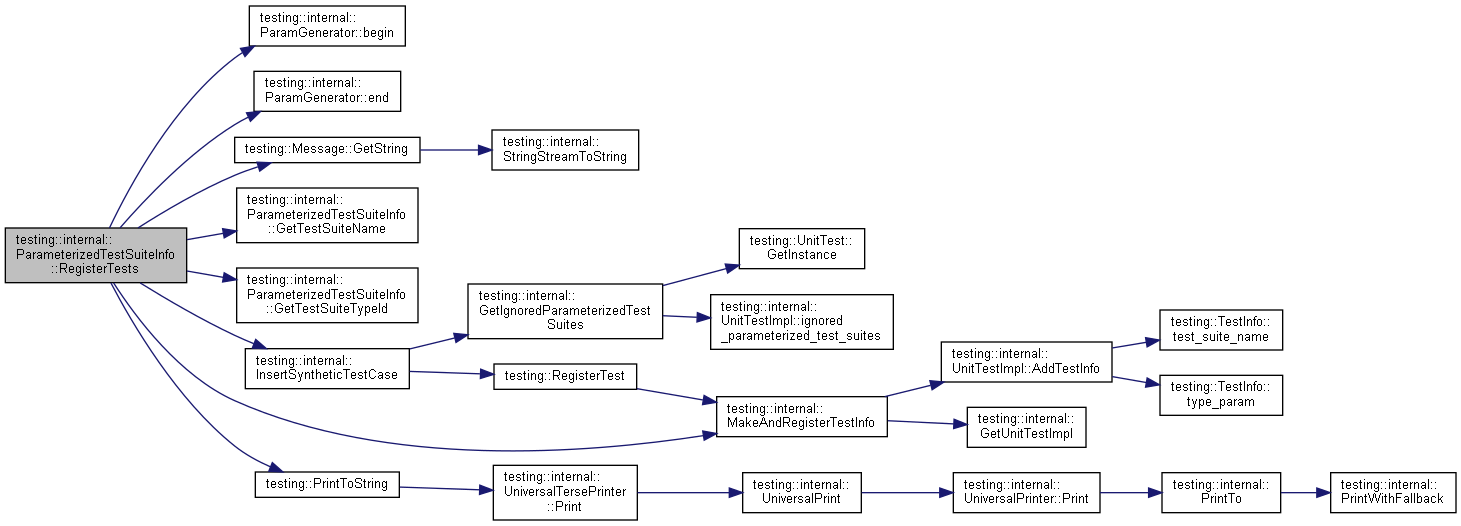 testing::internal::
ParamGenerator::begin
testing::internal::
ParamGenerator::end
testing::Message::GetString
testing::internal::
StringStreamToString
testing::internal::
ParameterizedTestSuiteInfo
::GetTestSuiteName
testing::internal::
ParameterizedTestSuiteInfo
::RegisterTests
testing::internal::
ParameterizedTestSuiteInfo
::GetTestSuiteTypeId
testing::internal::
InsertSyntheticTestCase
testing::internal::
GetIgnoredParameterizedTest
Suites
testing::UnitTest::
GetInstance
testing::internal::
UnitTestImpl::ignored
_parameterized_test_suites
testing::RegisterTest
testing::internal::
MakeAndRegisterTestInfo
testing::internal::
UnitTestImpl::AddTestInfo
testing::TestInfo::
test_suite_name
testing::TestInfo::
type_param
testing::internal::
GetUnitTestImpl
testing::PrintToString
testing::internal::
UniversalTersePrinter
::Print
testing::internal::
UniversalPrint
testing::internal::
UniversalPrinter::Print
testing::internal::
PrintTo
testing::internal::
PrintWithFallback